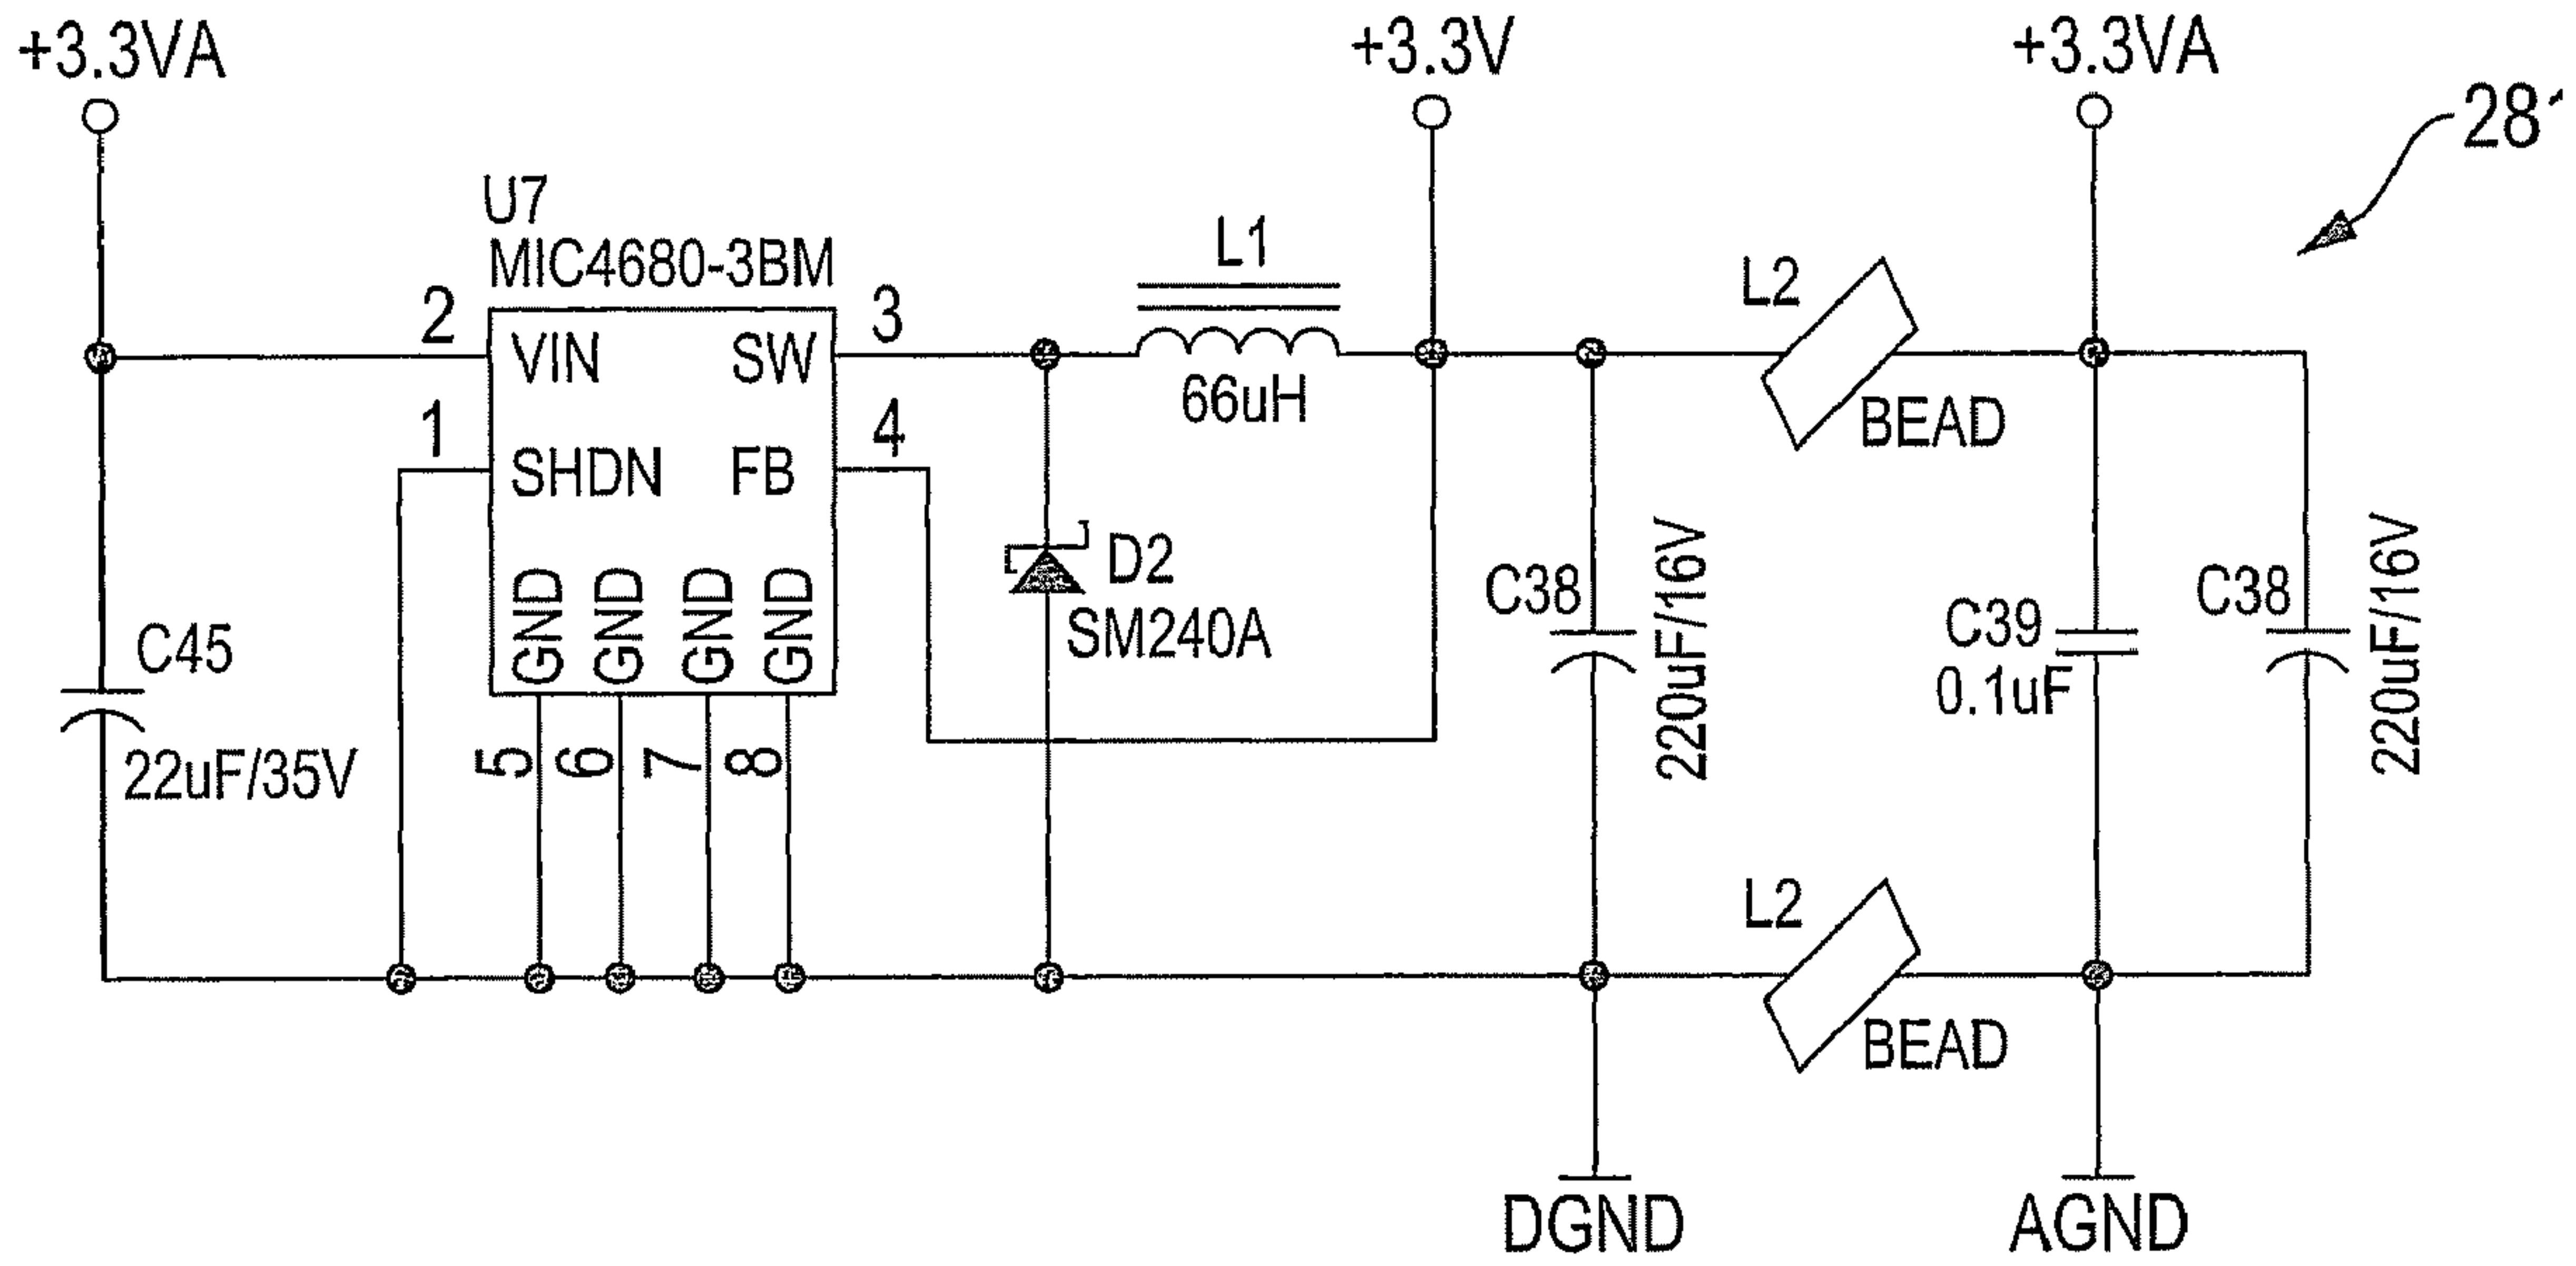 +3.3VA
+3.3V
+3.3VA
28'
U7
MIC4680-3BM
L1
L2
2
3
VIN
SW
66uH
BEAD
1
4
SHDN
FB
D2
SM240A
C38
220uF/16V
C39
0.1uF
C38
220uF/16V
GND
GND
GND
GND
C45
22uF/35V
5
6
7
8
L2
BEAD
DGND
AGND